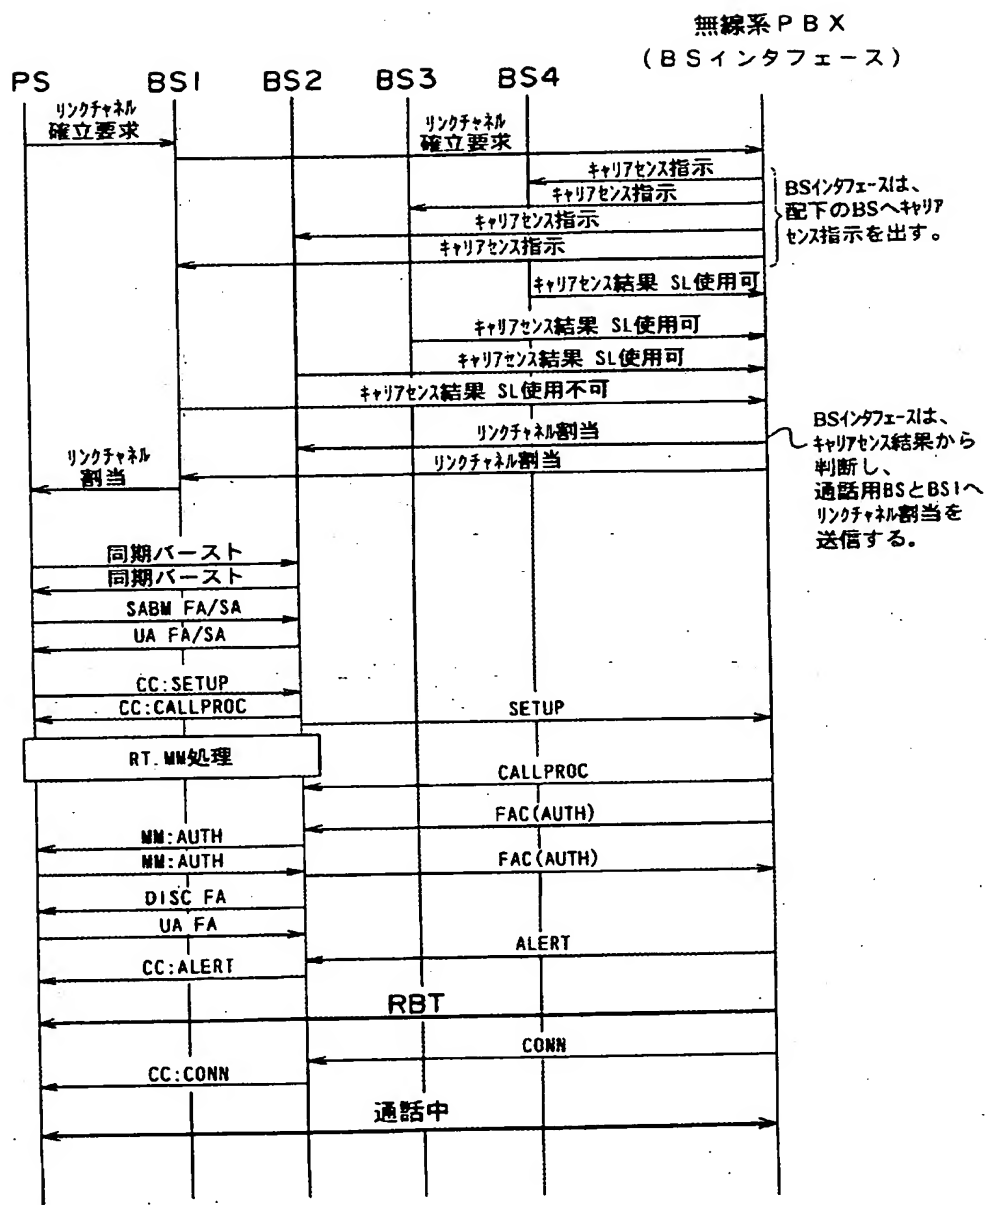 無線系PBX
(BSインタフェース)
PS BS1 BS2 BS3 BS4
リンクチャネル
確立要求
リンクチャネル
確立要求
キャリアセンス指示
キャリアセンス指示
キャリアセンス指示
キャリアセンス指示
BSインタフェースは、
配下のBSへキャリア
センス指示を出す。
キャリアセンス結果 SL使用可
キャリアセンス結果 SL使用可
キャリアセンス結果 SL使用可
キャリアセンス結果 SL使用不可
リンクチャネル割当
リンクチャネル割当
リンクチャネル
割当
BSインタフェースは、
キャリアセンス結果から
判断し、
通話用BSとBS1へ
リンクチャネル割当を
送信する。
同期バースト
同期バースト
SABM FA/SA
UA FA/SA
CC:SETUP
CC:CALLPROC
SETUP
RT.MM処理
CALLPROC
FAC(AUTH)
MM:AUTH
MM:AUTH
FAC(AUTH)
DISC FA
UA FA
ALERT
CC:ALERT
RBT
CONN
CC:CONN
通話中